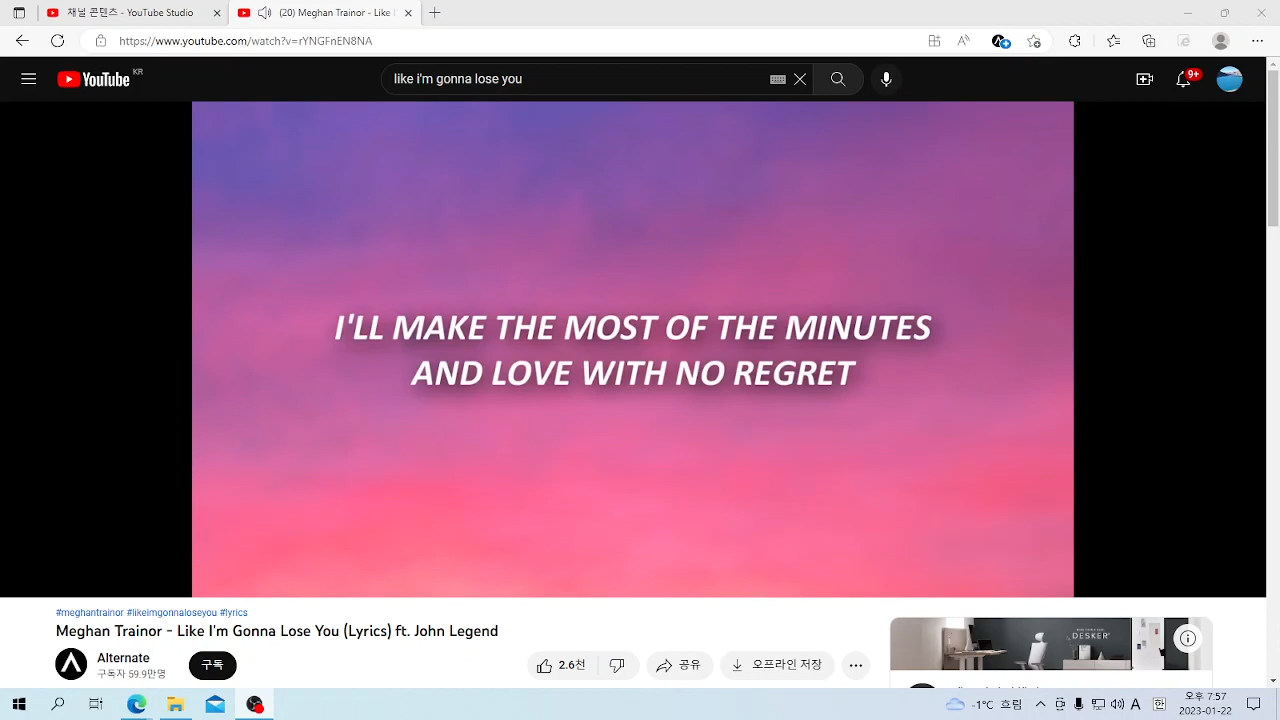 채널 콘텐츠 - YouTube Studio
(20) Meghan Trainor - Like I
https://www.youtube.com/watch?v=rYNGFnEN8NA
YouTube KR
like i'm gonna lose you
9+
I'LL MAKE THE MOST OF THE MINUTES
AND LOVE WITH NO REGRET
#meghantrainor #likeimgonnaloseyou #lyrics
Meghan Trainor - Like I'm Gonna Lose You (Lyrics) ft. John Legend
Alternate
구독자 59.9만명
구독
2.6천
공유
오프라인 저장
DESKER
-1°C 흐림
A
한
오후 7:57
2023-01-22